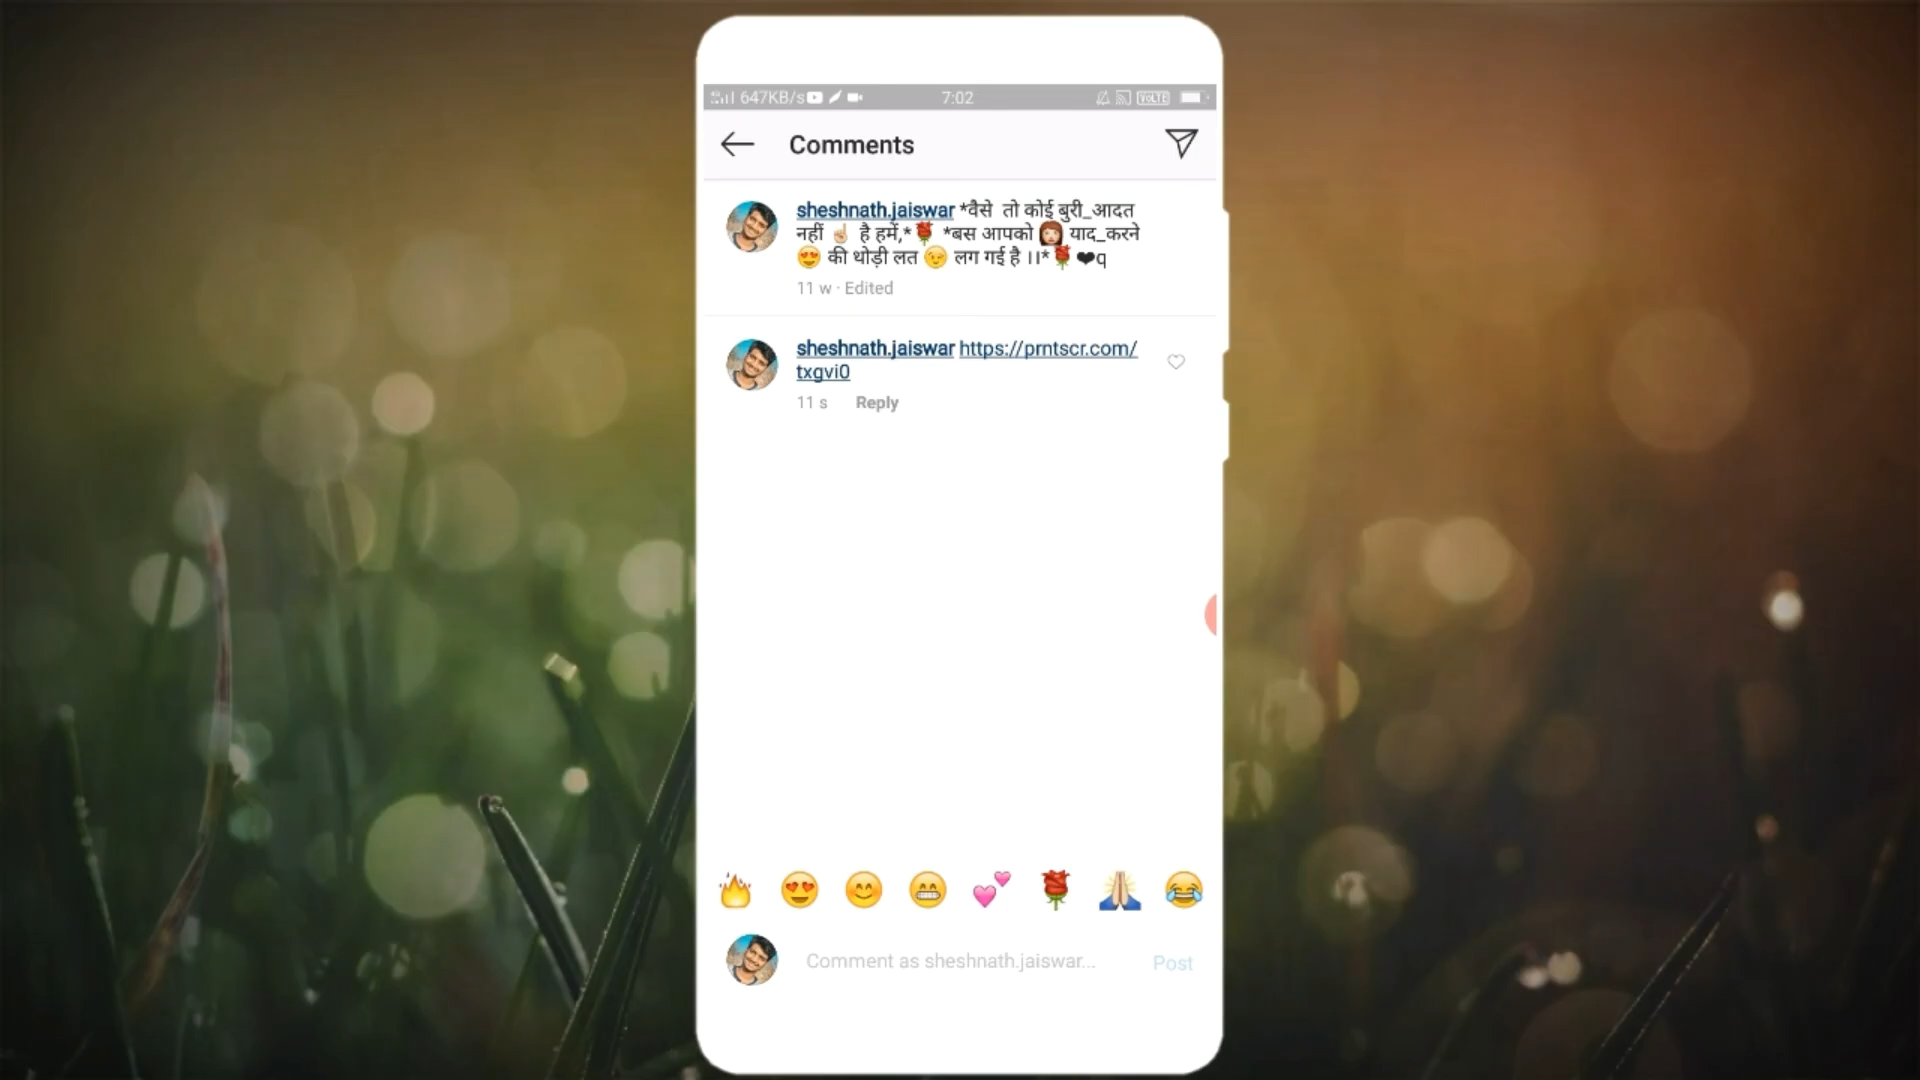 647KB/s 7:02 VoLTE
Comments
sheshnath.jaiswar *वैसे तो कोई बुरी_आदत
नहीं ☝🏻 है हमें,*🌹 *बस आपको 👩 याद_करने
😍 की थोड़ी लत 😉 लग गई है ।।*🌹❤q
11 w · Edited
sheshnath.jaiswar https://prntscr.com/
txgvi0
11 s Reply
🔥 😍 😊 😁 💕 🌹 🙏🏻 😂
Comment as sheshnath.jaiswar... Post